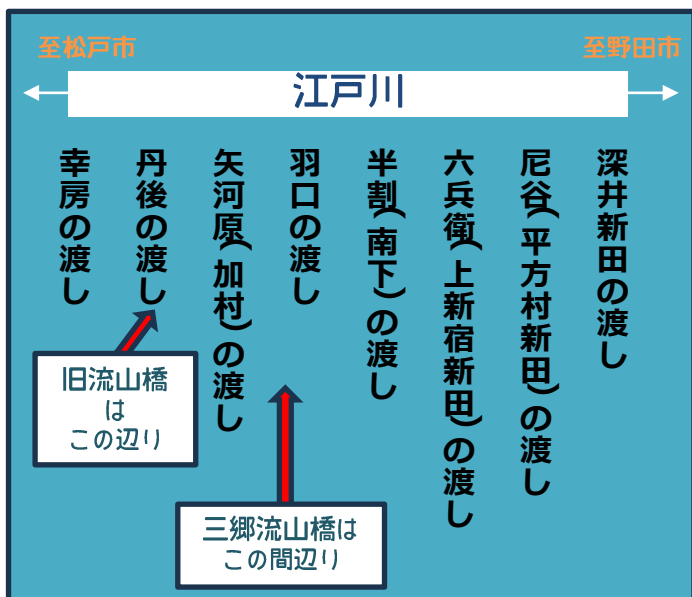 至松戸市
至野田市
江戸川
深井新田の渡し
尼谷(平方村新田)の渡し
六兵衛(上新宿新田)の渡し
半割(南下)の渡し
羽口の渡し
矢河原(加村)の渡し
丹後の渡し
幸房の渡し
旧流山橋
は
この辺り
三郷流山橋は
この間辺り